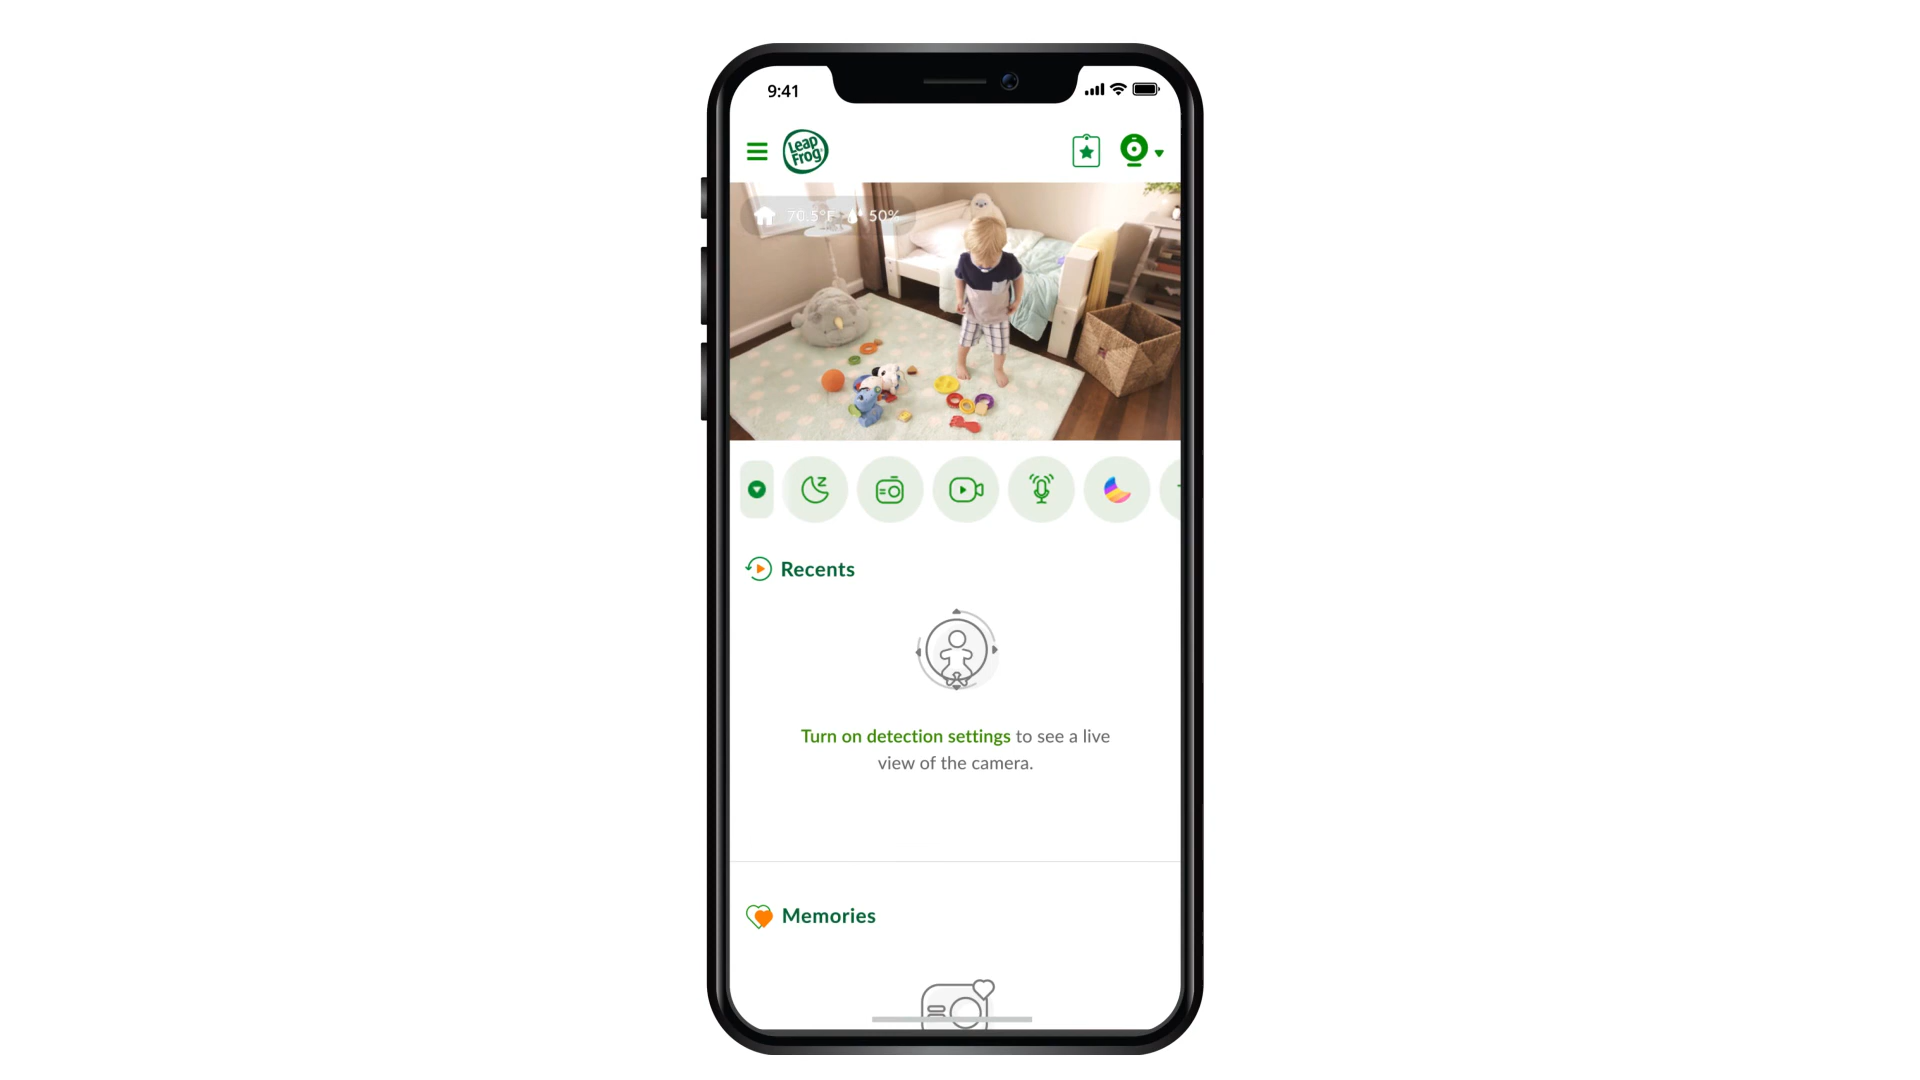 9:41
Leap
Frog
70.5°F 50%
z
Recents
Turn on detection settings to see a live
view of the camera.
Memories